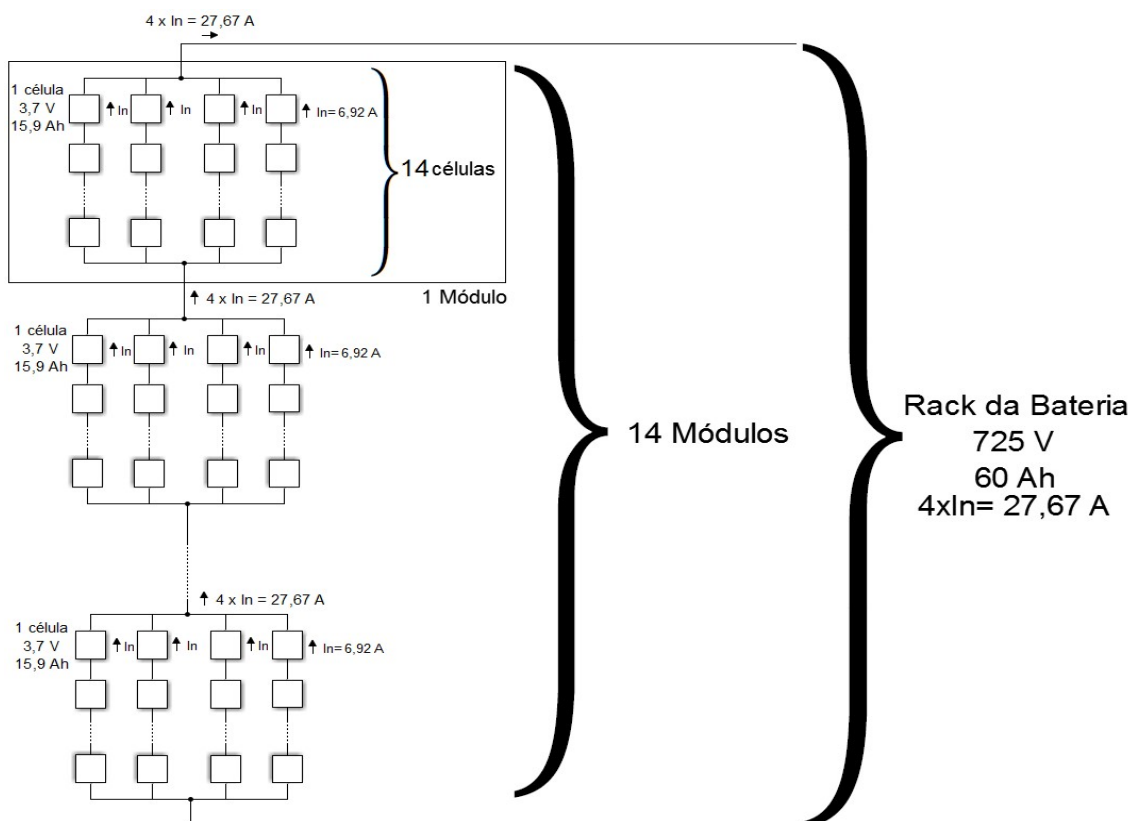 4 x In = 27,67 A
1 célula
3,7 V
15,9 Ah
In
In
In
In= 6,92 A
14 células
1 Módulo
4 x In = 27,67 A
1 célula
3,7 V
15,9 Ah
In
In
In
In= 6,92 A
14 Módulos
Rack da Bateria
725 V
60 Ah
4xIn= 27,67 A
4 x In = 27,67 A
1 célula
3,7 V
15,9 Ah
In
In
In
In= 6,92 A